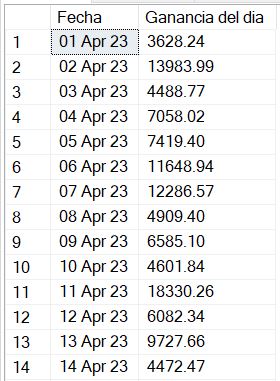 Fecha Ganancia del dia
1 01 Apr 23 3628.24
2 02 Apr 23 13983.99
3 03 Apr 23 4488.77
4 04 Apr 23 7058.02
5 05 Apr 23 7419.40
6 06 Apr 23 11648.94
7 07 Apr 23 12286.57
8 08 Apr 23 4909.40
9 09 Apr 23 6585.10
10 10 Apr 23 4601.84
11 11 Apr 23 18330.26
12 12 Apr 23 6082.34
13 13 Apr 23 9727.66
14 14 Apr 23 4472.47